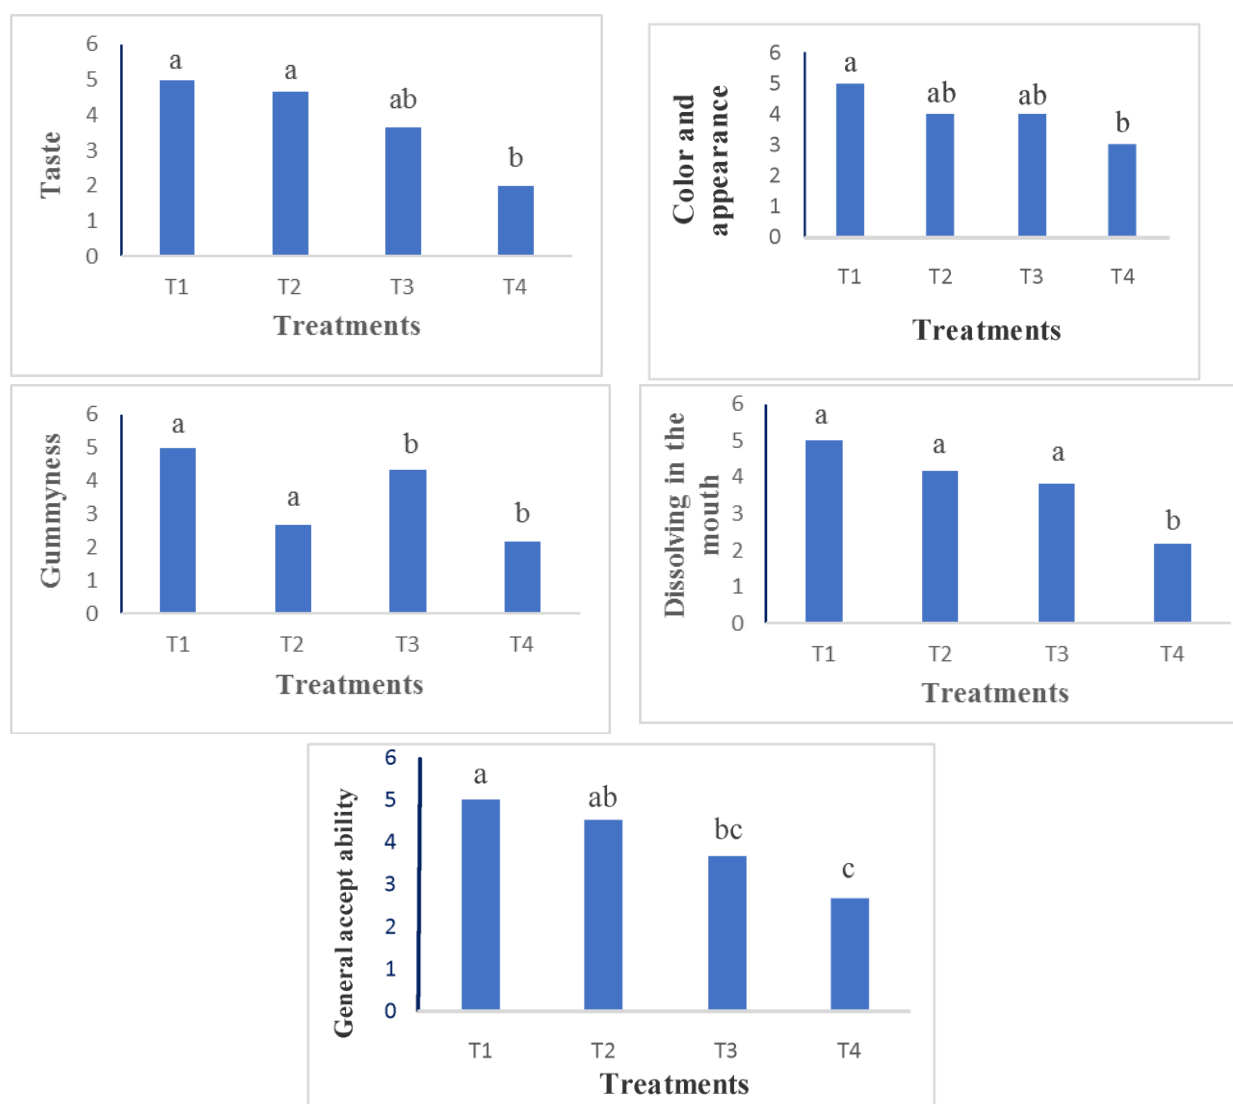 Taste
6
5
4
3
2
1
0
a
a
ab
b
T1 T2 T3 T4
Treatments
Color and
appearance
6
5
4
3
2
1
0
a
ab
ab
b
T1 T2 T3 T4
Treatments
Gummyness
6
5
4
3
2
1
0
a
a
b
b
T1 T2 T3 T4
Treatments
Dissolving in the
mouth
6
5
4
3
2
1
0
a
a
a
b
T1 T2 T3 T4
Treatments
General accept ability
6
5
4
3
2
1
0
a
ab
bc
c
T1 T2 T3 T4
Treatments